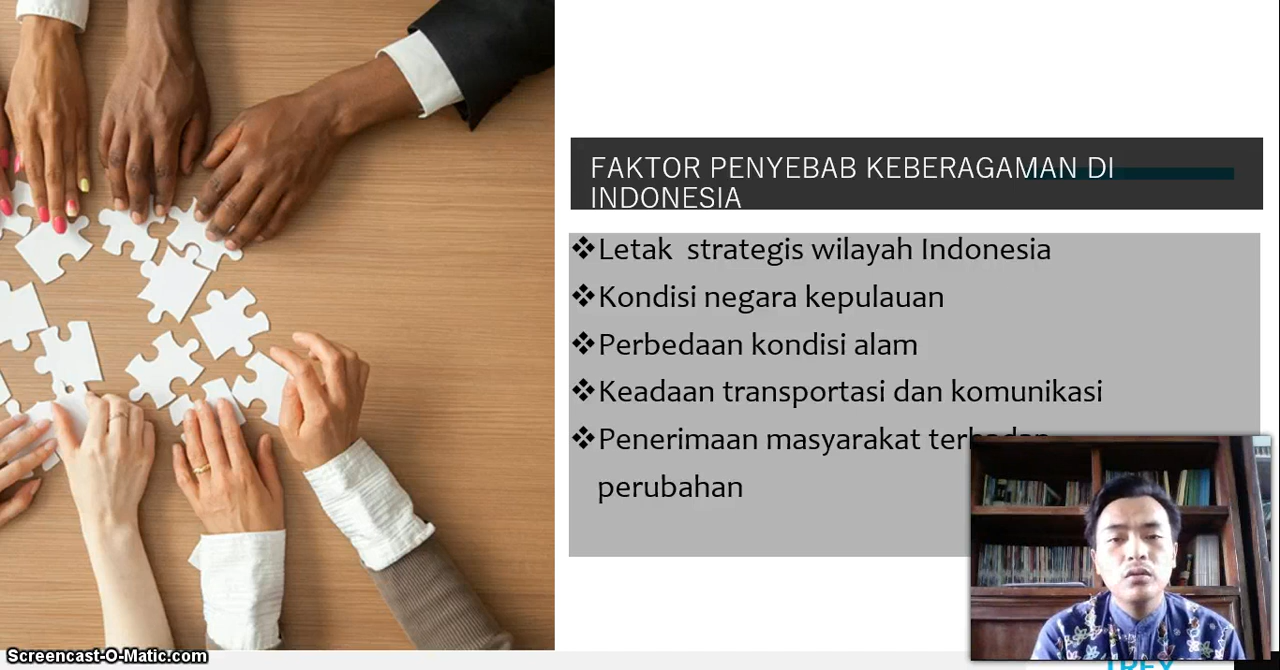 FAKTOR PENYEBAB KEBERAGAMAN DI
INDONESIA
❖Letak strategis wilayah Indonesia
❖Kondisi negara kepulauan
❖Perbedaan kondisi alam
❖Keadaan transportasi dan komunikasi
❖Penerimaan masyarakat terhadap
perubahan
Screencast-O-Matic.com